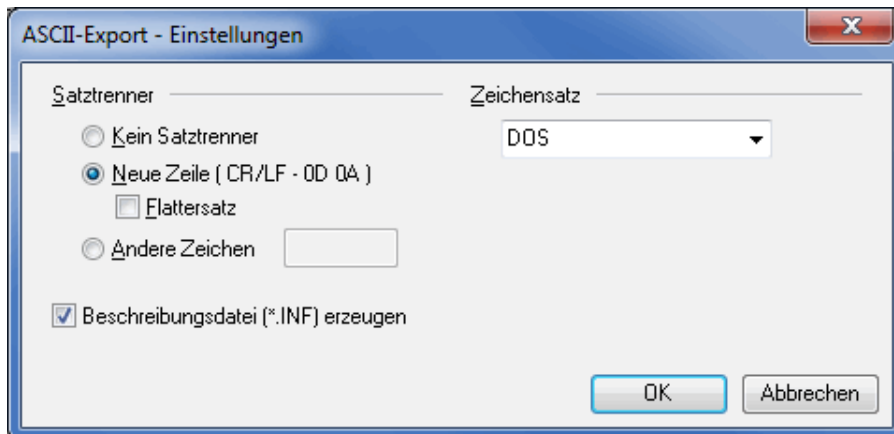 ASCII-Export - Einstellungen
Satztrenner
Zeichensatz
Kein Satztrenner
DOS
Neue Zeile ( CR/LF - 0D 0A )
Flattersatz
Andere Zeichen
Beschreibungsdatei (*.INF) erzeugen
OK
Abbrechen